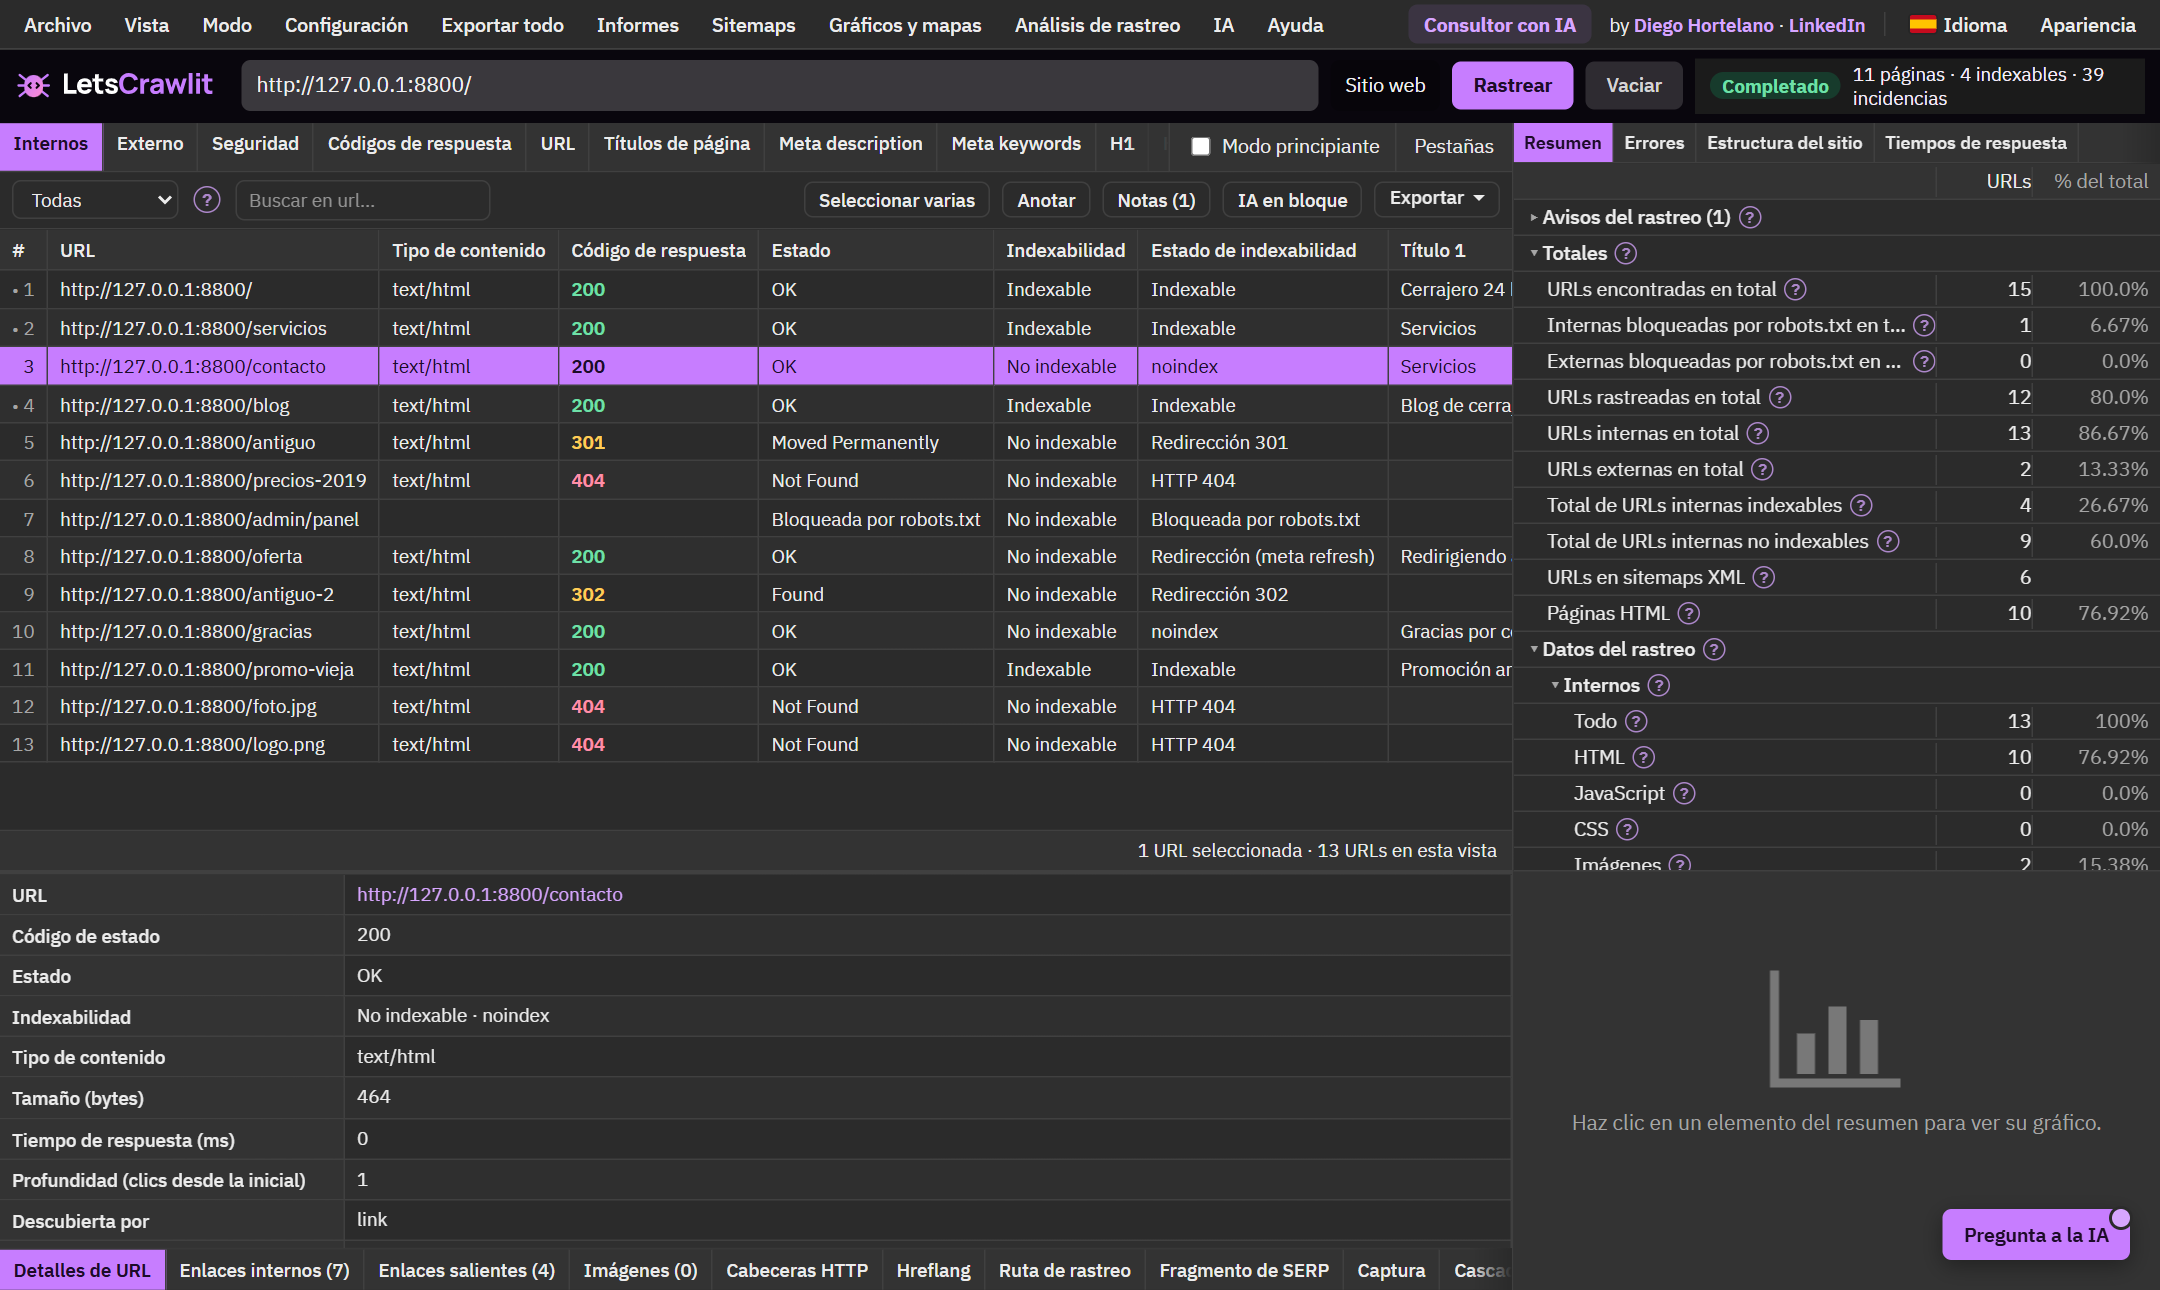 Archivo Vista Modo Configuración Exportar todo Informes Sitemaps Gráficos y mapas Análisis de rastreo IA Ayuda Consultor con IA by Diego Hortelano · LinkedIn Idioma Apariencia
LetsCrawlit http://127.0.0.1:8800/ Sitio web Rastrear Vaciar Completado 11 páginas · 4 indexables · 39 incidencias
Internos Externo Seguridad Códigos de respuesta URL Títulos de página Meta description Meta keywords H1 Modo principiante Pestañas
Todas ? Buscar en url... Seleccionar varias Anotar Notas (1) IA en bloque Exportar
# URL Tipo de contenido Código de respuesta Estado Indexabilidad Estado de indexabilidad Título 1
• 1 http://127.0.0.1:8800/ text/html 200 OK Indexable Indexable Cerrajero 24
• 2 http://127.0.0.1:8800/servicios text/html 200 OK Indexable Indexable Servicios
3 http://127.0.0.1:8800/contacto text/html 200 OK No indexable noindex Servicios
• 4 http://127.0.0.1:8800/blog text/html 200 OK Indexable Indexable Blog de cerra
5 http://127.0.0.1:8800/antiguo text/html 301 Moved Permanently No indexable Redirección 301
6 http://127.0.0.1:8800/precios-2019 text/html 404 Not Found No indexable HTTP 404
7 http://127.0.0.1:8800/admin/panel Bloqueada por robots.txt No indexable Bloqueada por robots.txt
8 http://127.0.0.1:8800/oferta text/html 200 OK No indexable Redirección (meta refresh) Redirigiendo
9 http://127.0.0.1:8800/antiguo-2 text/html 302 Found No indexable Redirección 302
10 http://127.0.0.1:8800/gracias text/html 200 OK No indexable noindex Gracias por c
11 http://127.0.0.1:8800/promo-vieja text/html 200 OK Indexable Indexable Promoción an
12 http://127.0.0.1:8800/foto.jpg text/html 404 Not Found No indexable HTTP 404
13 http://127.0.0.1:8800/logo.png text/html 404 Not Found No indexable HTTP 404
1 URL seleccionada · 13 URLs en esta vista
URL http://127.0.0.1:8800/contacto
Código de estado 200
Estado OK
Indexabilidad No indexable · noindex
Tipo de contenido text/html
Tamaño (bytes) 464
Tiempo de respuesta (ms) 0
Profundidad (clics desde la inicial) 1
Descubierta por link
Detalles de URL Enlaces internos (7) Enlaces salientes (4) Imágenes (0) Cabeceras HTTP Hreflang Ruta de rastreo Fragmento de SERP Captura Casca
Resumen Errores Estructura del sitio Tiempos de respuesta
URLs % del total
Avisos del rastreo (1) ?
Totales ?
URLs encontradas en total ? 15 100.0%
Internas bloqueadas por robots.txt en t... ? 1 6.67%
Externas bloqueadas por robots.txt en ... ? 0 0.0%
URLs rastreadas en total ? 12 80.0%
URLs internas en total ? 13 86.67%
URLs externas en total ? 2 13.33%
Total de URLs internas indexables ? 4 26.67%
Total de URLs internas no indexables ? 9 60.0%
URLs en sitemaps XML ? 6
Páginas HTML ? 10 76.92%
Datos del rastreo ?
Internos ?
Todo ? 13 100%
HTML ? 10 76.92%
JavaScript ? 0 0.0%
CSS ? 0 0.0%
Imágenes ? 2 15.38%
Haz clic en un elemento del resumen para ver su gráfico.
Pregunta a la IA